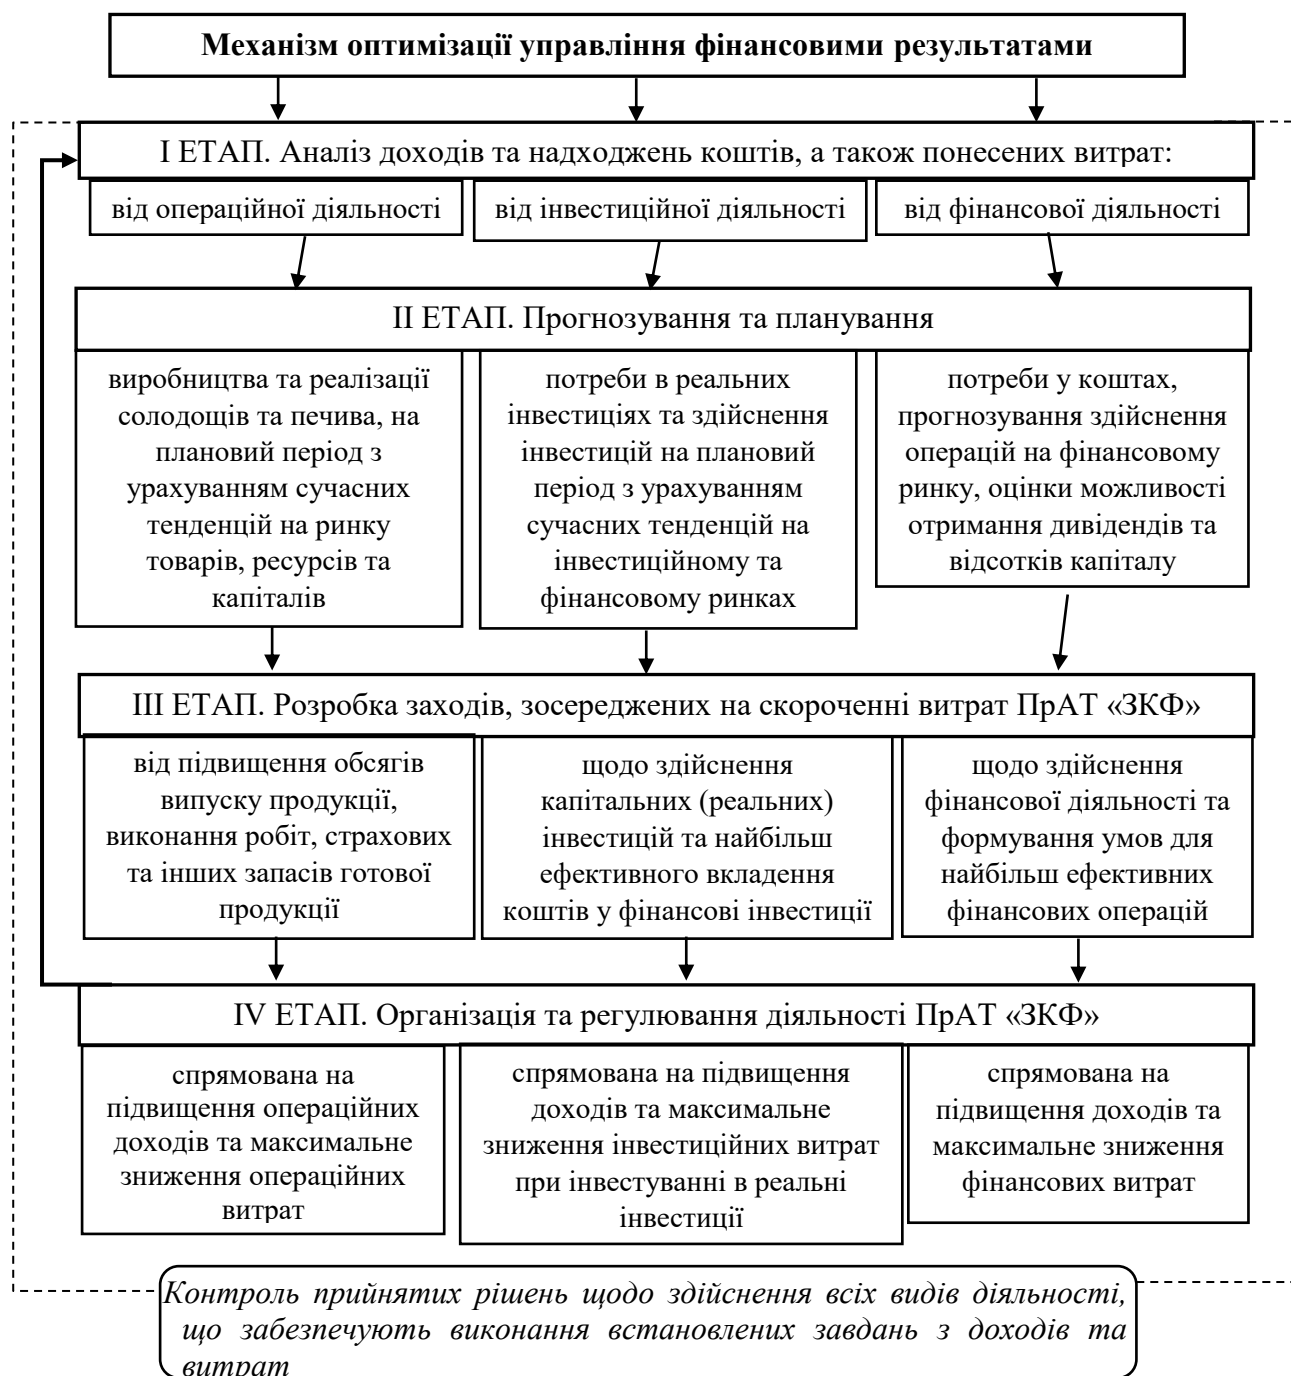 Механізм оптимізації управління фінансовими результатами
І ЕТАП. Аналіз доходів та надходжень коштів, а також понесених витрат:
від операційної діяльності
від інвестиційної діяльності
від фінансової діяльності
ІІ ЕТАП. Прогнозування та планування
виробництва та реалізації
солодощів та печива, на
плановий період з
урахуванням сучасних
тенденцій на ринку
товарів, ресурсів та
капіталів
потреби в реальних
інвестиціях та здійснення
інвестицій на плановий
період з урахуванням
сучасних тенденцій на
інвестиційному та
фінансовому ринках
потреби у коштах,
прогнозування здійснення
операцій на фінансовому
ринку, оцінки можливості
отримання дивідендів та
відсотків капіталу
ІІІ ЕТАП. Розробка заходів, зосереджених на скороченні витрат ПрАТ «ЗКФ»
від підвищення обсягів
випуску продукції,
виконання робіт, страхових
та інших запасів готової
продукції
щодо здійснення
капітальних (реальних)
інвестицій та найбільш
ефективного вкладення
коштів у фінансові інвестиції
щодо здійснення
фінансової діяльності та
формування умов для
найбільш ефективних
фінансових операцій
IV ЕТАП. Організація та регулювання діяльності ПрАТ «ЗКФ»
спрямована на
підвищення операційних
доходів та максимальне
зниження операційних
витрат
спрямована на підвищення
доходів та максимальне
зниження інвестиційних витрат
при інвестуванні в реальні
інвестиції
спрямована на
підвищення доходів та
максимальне зниження
фінансових витрат
Контроль прийнятих рішень щодо здійснення всіх видів діяльності,
що забезпечують виконання встановлених завдань з доходів та
витрат